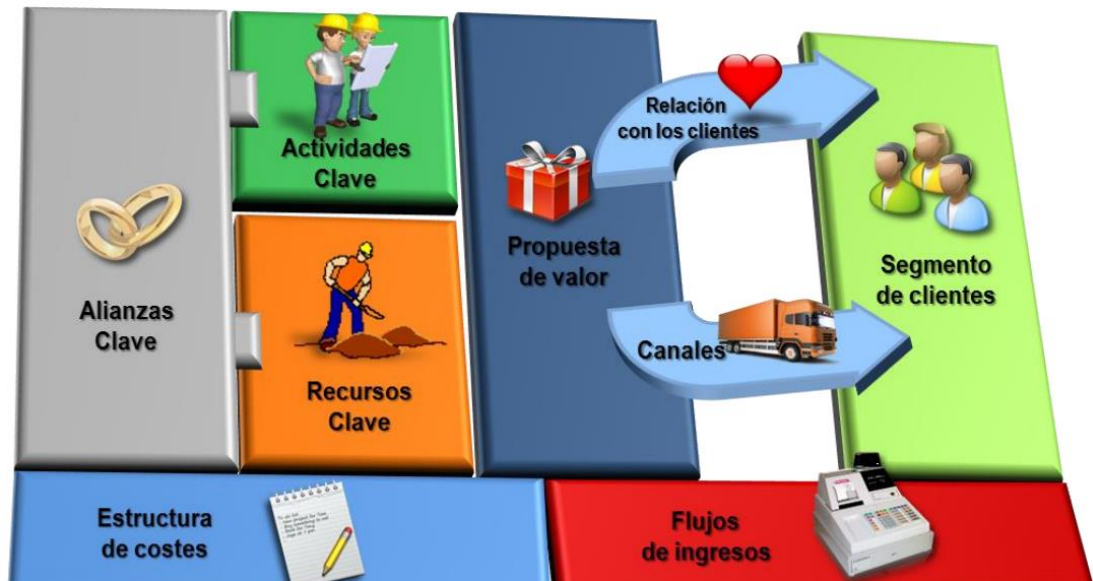 Alianzas
Clave
Actividades
Clave
Recursos
Clave
Propuesta
de valor
Relación
con los clientes
Canales
Segmento
de clientes
Estructura
de costes
Flujos
de ingresos